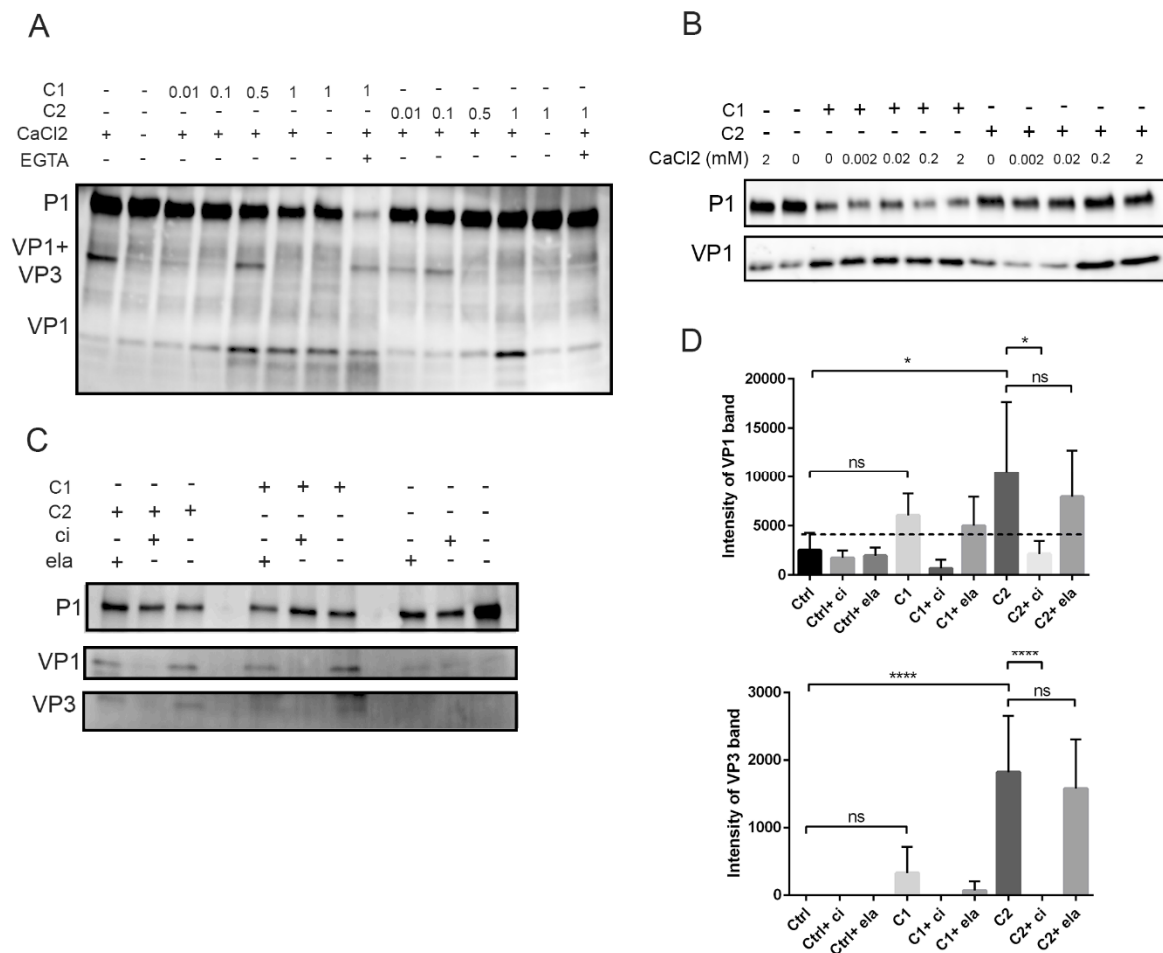 A
C1 - - 0.01 0.1 0.5 1 1 1 - - - - - -
C2 - - - - - - - - 0.01 0.1 0.5 1 1 1
CaCl2 + - + + + + - + + + + + - +
EGTA + +
P1
VP1+
VP3
VP1
B
C1 - - + + + + + - - - - -
C2 - - - - - - - + + + + +
CaCl2 (mM) 2 0 0 0.002 0.02 0.2 2 0 0.002 0.02 0.2 2
P1
VP1
C
C1 - - - + + + - - -
C2 + + + - - - - - -
ci - + - - + - - + -
ela + - - + - - + - -
P1
VP1
VP3
D
Intensity of VP1 band
20000
15000
10000
5000
0
*
*
ns
ns
Ctrl
Ctrl+ ci
Ctrl+ ela
C1
C1+ ci
C1+ ela
C2
C2+ ci
C2+ ela
Intensity of VP3 band
3000
2000
1000
0
****
****
ns
ns
Ctrl
Ctrl+ ci
Ctrl+ ela
C1
C1+ ci
C1+ ela
C2
C2+ ci
C2+ ela